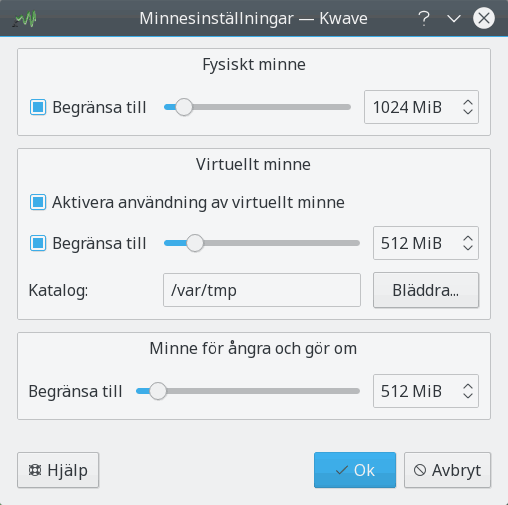 Minnesinställningar — Kwave
Fysiskt minne
Begränsa till 1024 MiB
Virtuellt minne
Aktivera användning av virtuellt minne
Begränsa till 512 MiB
Katalog: /var/tmp Bläddra...
Minne för ångra och gör om
Begränsa till 512 MiB
Hjälp Ok Avbryt